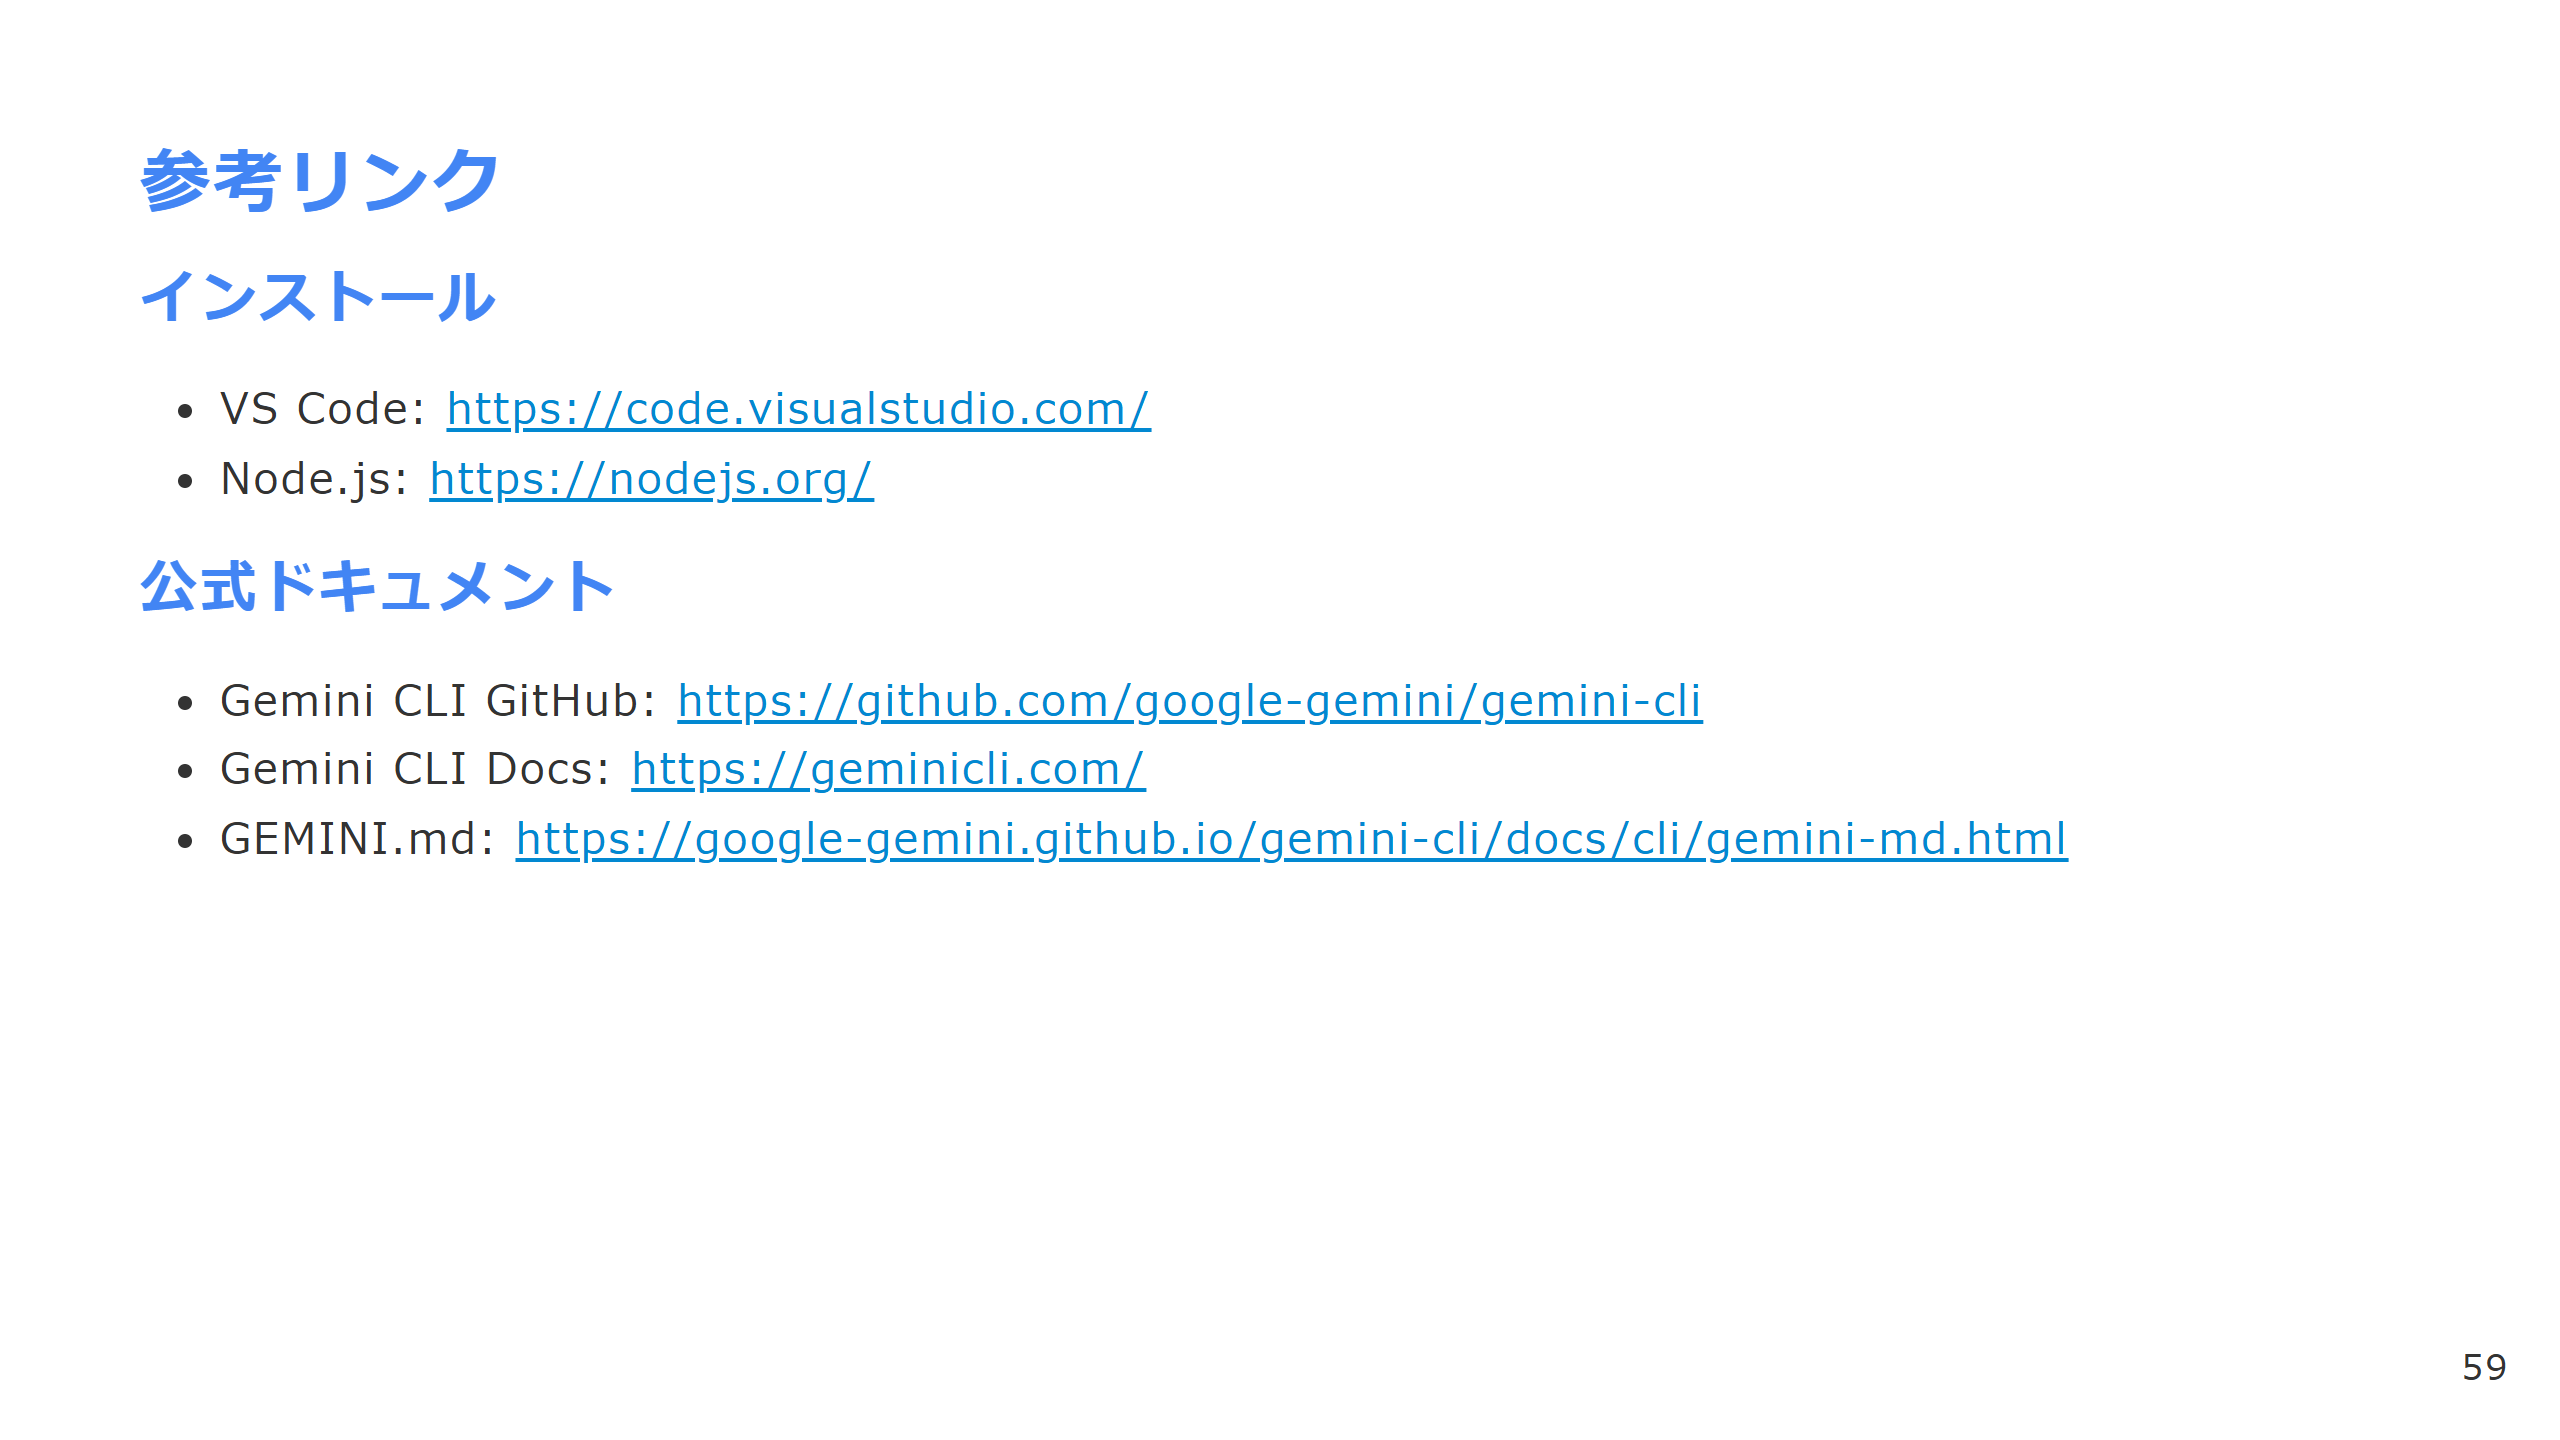 参考リンク
インストール
• VS Code: https://code.visualstudio.com/
• Node.js: https://nodejs.org/
公式ドキュメント
• Gemini CLI GitHub: https://github.com/google-gemini/gemini-cli
• Gemini CLI Docs: https://geminicli.com/
• GEMINI.md: https://google-gemini.github.io/gemini-cli/docs/cli/gemini-md.html
59